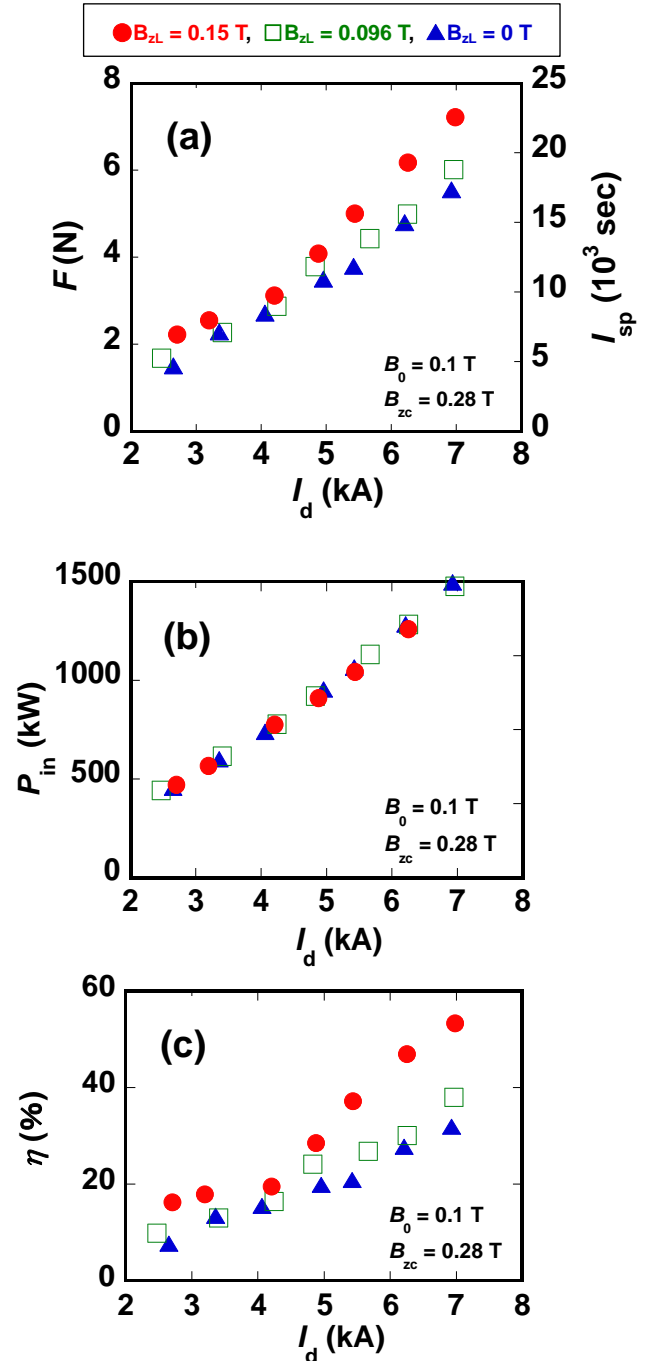 B_zL = 0.15 T, B_zL = 0.096 T, B_zL = 0 T
(a)
8
6
4
2
0
F (N)
25
20
15
10
5
0
I_sp (10^3 sec)
B_0 = 0.1 T
B_zc = 0.28 T
2 3 4 5 6 7 8
I_d (kA)
(b)
1500
1000
500
0
P_in (kW)
B_0 = 0.1 T
B_zc = 0.28 T
2 3 4 5 6 7 8
I_d (kA)
(c)
60
40
20
0
η (%)
B_0 = 0.1 T
B_zc = 0.28 T
2 3 4 5 6 7 8
I_d (kA)